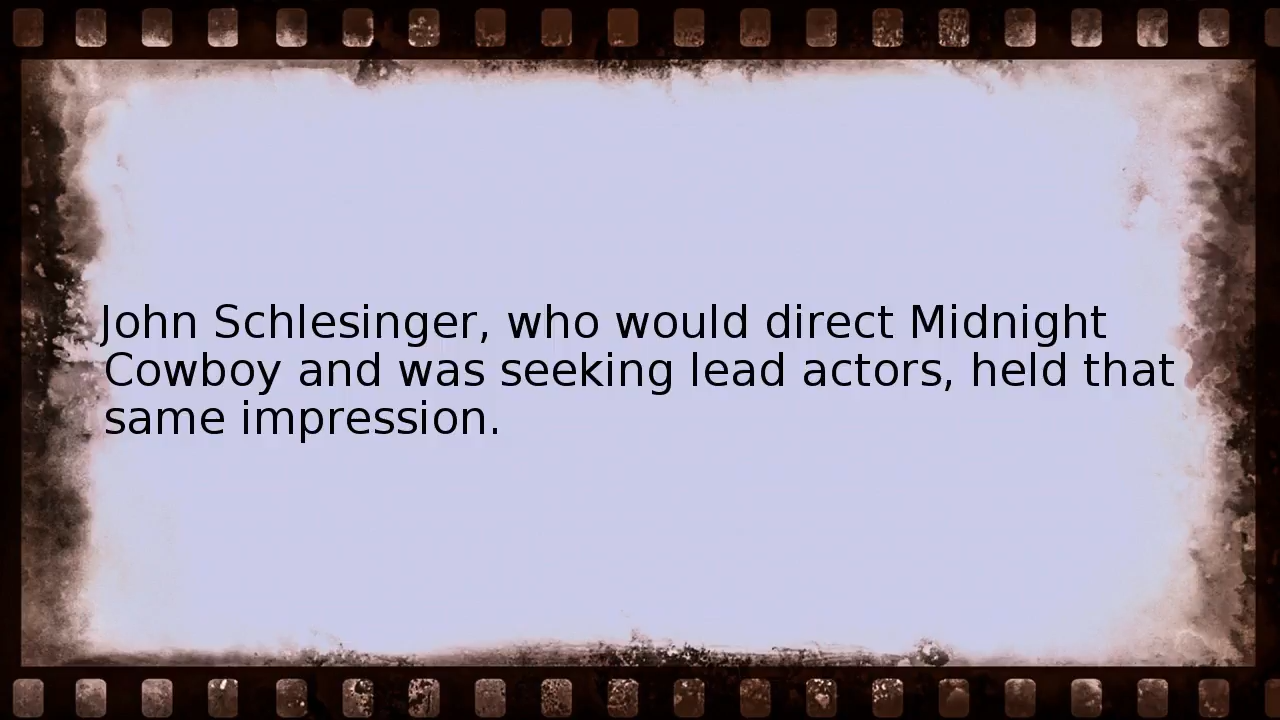 John Schlesinger, who would direct Midnight
Cowboy and was seeking lead actors, held that
same impression.